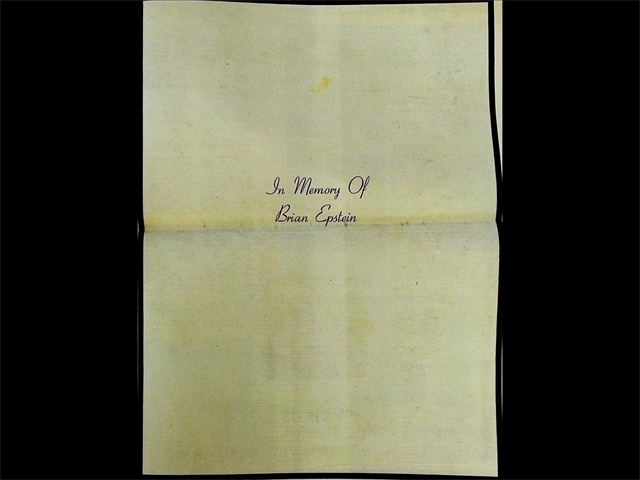 In Memory Of
Brian Epstein